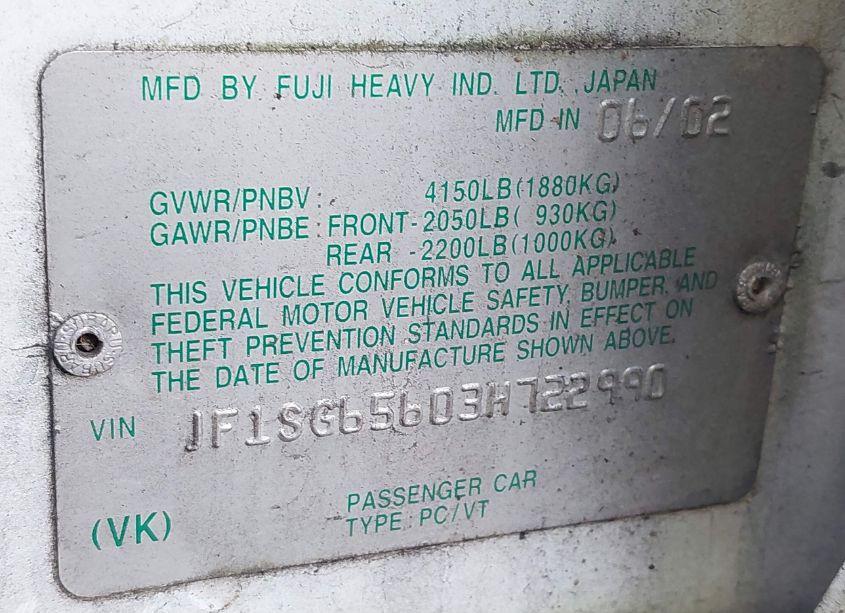 MFD BY FUJI HEAVY IND. LTD. JAPAN
MFD IN 06/02
GVWR/PNBV: 4150LB(1880KG)
GAWR/PNBE: FRONT-2050LB( 930KG)
REAR -2200LB(1000KG)
THIS VEHICLE CONFORMS TO ALL APPLICABLE
FEDERAL MOTOR VEHICLE SAFETY, BUMPER, AND
THEFT PREVENTION STANDARDS IN EFFECT ON
THE DATE OF MANUFACTURE SHOWN ABOVE.
VIN JF1SG65603H722990
PASSENGER CAR
(VK) TYPE: PC/VT